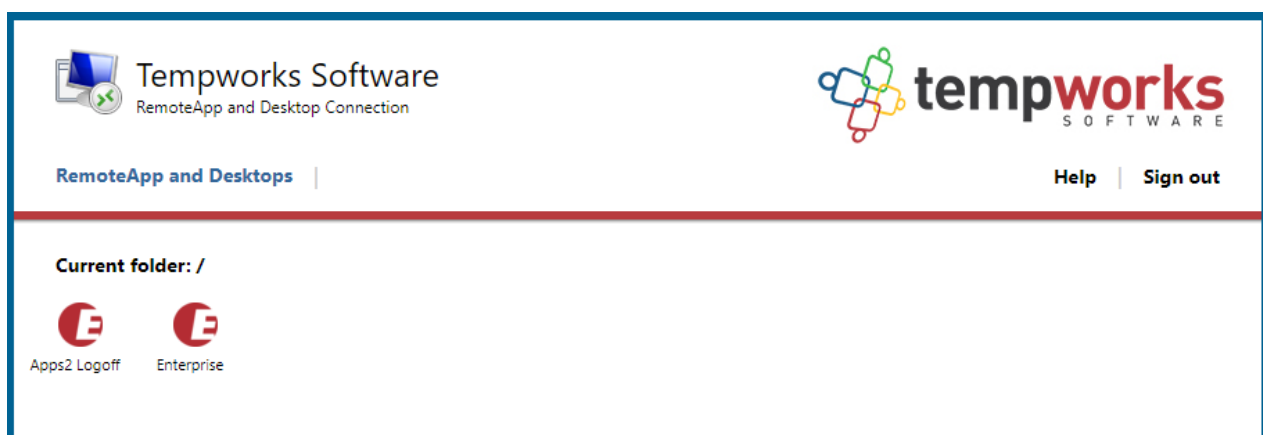 Tempworks Software
RemoteApp and Desktop Connection
tempworks
SOFTWARE
RemoteApp and Desktops
Help
Sign out
Current folder: /
Apps2 Logoff
Enterprise